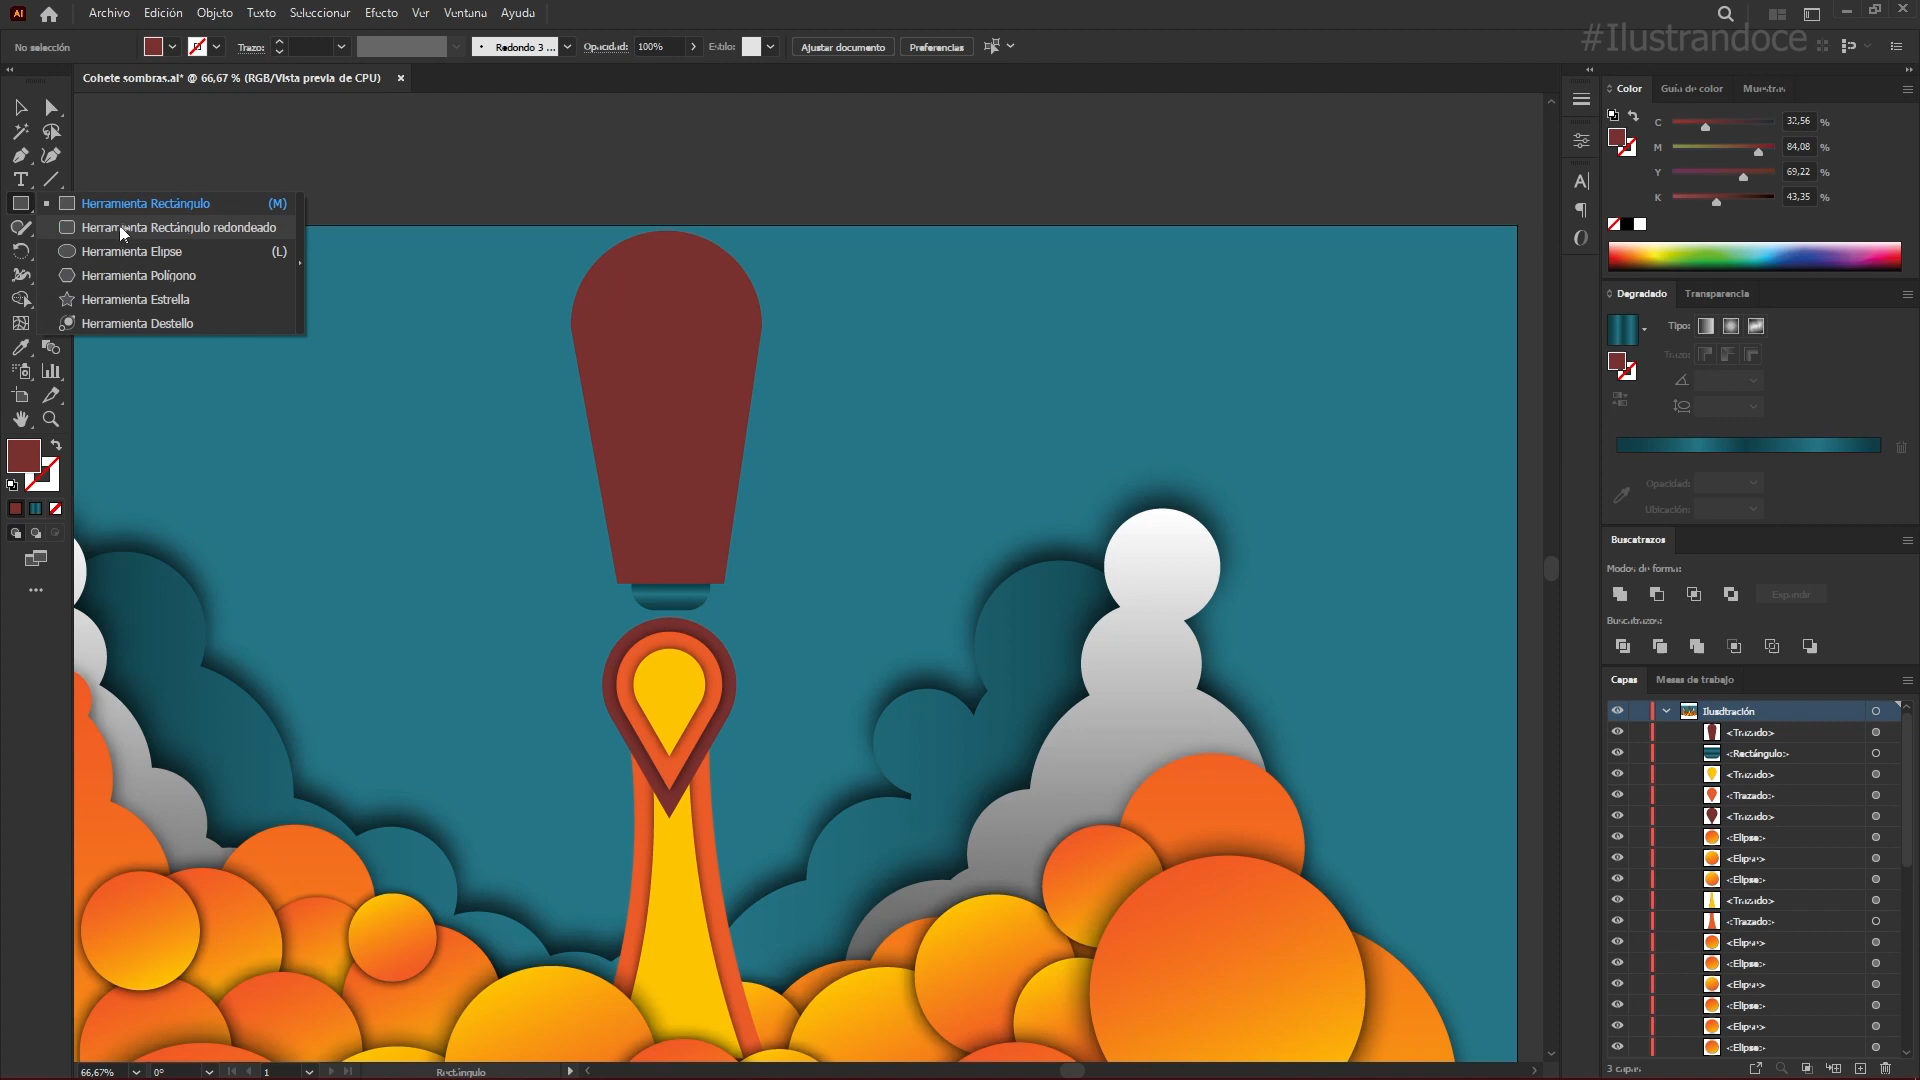 Ai Archivo Edición Objeto Texto Seleccionar Efecto Ver Ventana Ayuda
#Ilustrandoce
No selección Trazo: Redondo 3 ... Opacidad: 100% Estilo: Ajustar documento Preferencias
Cohete sombras.ai* @ 66,67 % (RGB/Vista previa de CPU) ×
Herramienta Rectángulo (M)
Herramienta Rectángulo redondeado
Herramienta Elipse (L)
Herramienta Polígono
Herramienta Estrella
Herramienta Destello
Color Guía de color Muestras
C 32,56 %
M 84,08 %
Y 69,22 %
K 43,35 %
Degradado Transparencia
Tipo:
Trazo:
Opacidad:
Ubicación:
Buscatrazos
Modos de forma:
Expandir
Buscatrazos:
Capas Mesas de trabajo
Ilusdtración
<Trazado>
<Rectángulo>
<Trazado>
<Trazado>
<Trazado>
<Elipse>
<Elipse>
<Elipse>
<Trazado>
<Trazado>
<Elipse>
<Elipse>
<Elipse>
<Elipse>
<Elipse>
<Elipse>
3 capas
66,67% 0° 1 Rectángulo